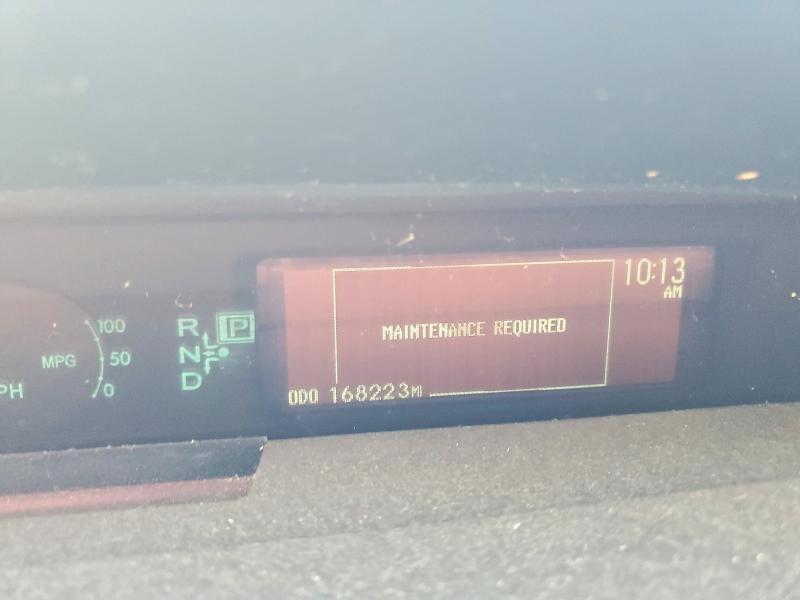 10:13
AM
MAINTENANCE REQUIRED
ODO 168223MI
100
MPG 50
0
PH
R P
N
D